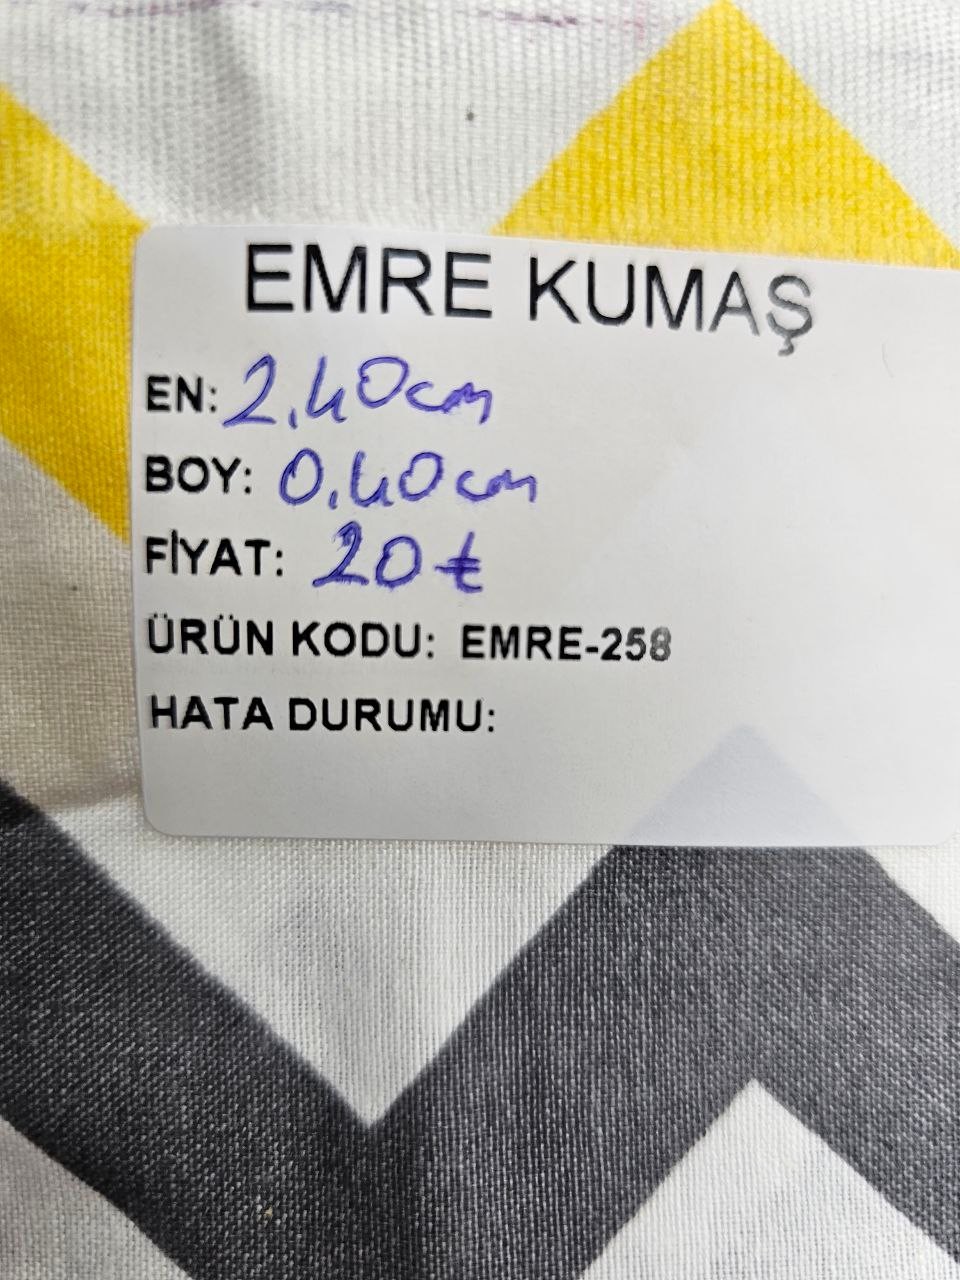 EMRE KUMAŞ
EN: 2.40cm
BOY: 0.40cm
FİYAT: 20₺
ÜRÜN KODU: EMRE-258
HATA DURUMU: